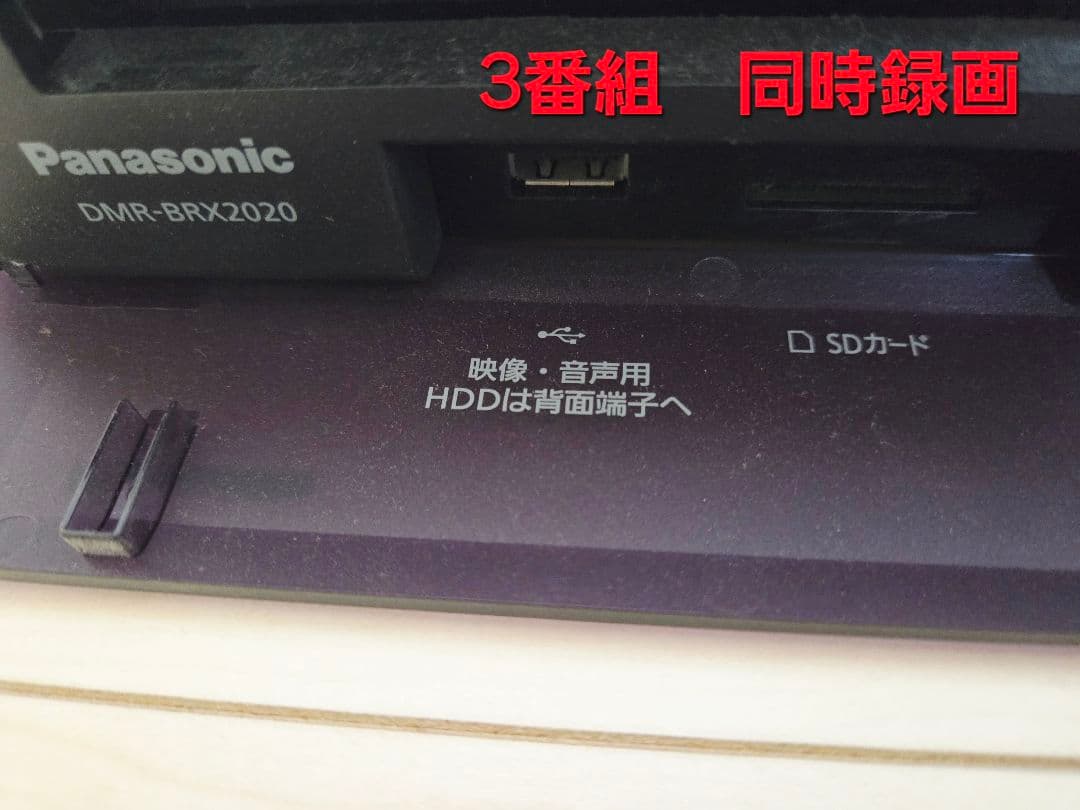 3番組　同時録画
Panasonic
DMR-BRX2020
映像・音声用
HDDは背面端子へ
SDカード